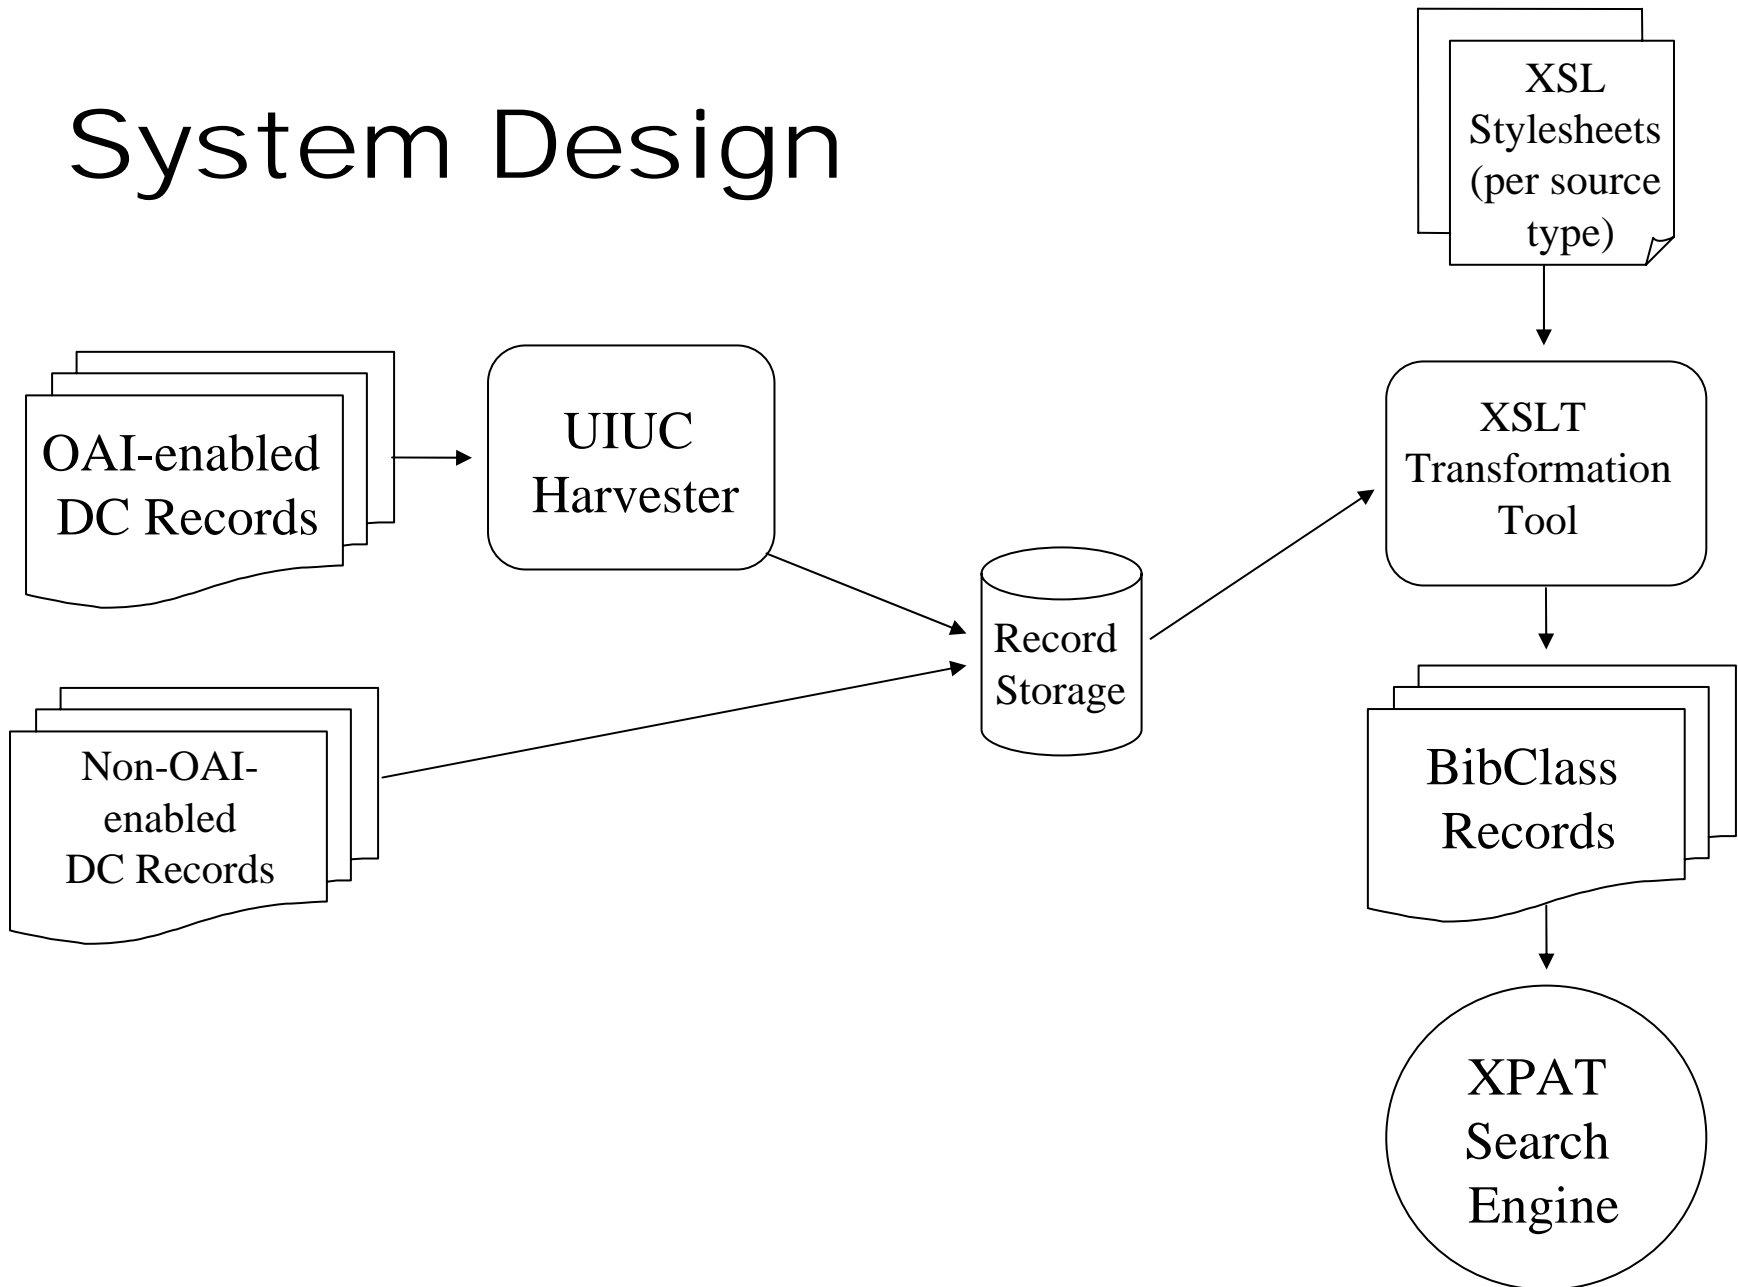 System Design
XSL
Stylesheets
(per source
type)
OAI-enabled
DC Records
UIUC
Harvester
XSLT
Transformation
Tool
Record
Storage
Non-OAI-
enabled
DC Records
BibClass
Records
XPAT
Search
Engine